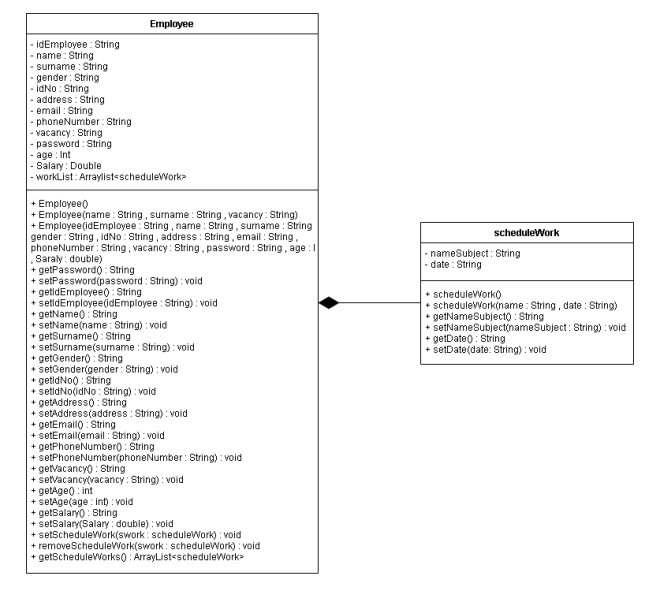 Employee
- idEmployee : String
- name : String
- surname : String
- gender : String
- idNo : String
- address : String
- email : String
- phoneNumber : String
- vacancy : String
- password : String
- age : Int
- Salary : Double
- workList : Arraylist<scheduleWork>
+ Employee()
+ Employee(name : String , surname : String , vacancy : String)
+ Employee(idEmployee : String , name : String , surname : String
gender : String , idNo : String , address : String , email : String ,
phoneNumber : String , vacancy : String , password : String , age : I
, Saraly : double)
+ getPassword() : String
+ setPassword(password : String) : void
+ getIdEmployee() : String
+ setIdEmployee(idEmployee : String) : void
+ getName() : String
+ setName(name : String) : void
+ getSurname() : String
+ setSurname(surname : String) : void
+ getGender() : String
+ setGender(gender : String) : void
+ getIdNo() : String
+ setIdNo(idNo : String) : void
+ getAddress() : String
+ setAddress(address : String) : void
+ getEmail() : String
+ setEmail(email : String) : void
+ getPhoneNumber() : String
+ setPhoneNumber(phoneNumber : String) : void
+ getVacancy() : String
+ setVacancy(vacancy : String) : void
+ getAge() : int
+ setAge(age : int) : void
+ getSalary() : String
+ setSalary(Salary : double) : void
+ setScheduleWork(swork : scheduleWork) : void
+ removeScheduleWork(swork : scheduleWork) : void
+ getScheduleWorks() : ArrayList<scheduleWork>
scheduleWork
- nameSubject : String
- date : String
+ scheduleWork()
+ scheduleWork(name : String , date : String)
+ getNameSubject() : String
+ setNameSubject(nameSubject : String) : void
+ getDate() : String
+ setDate(date: String) : void